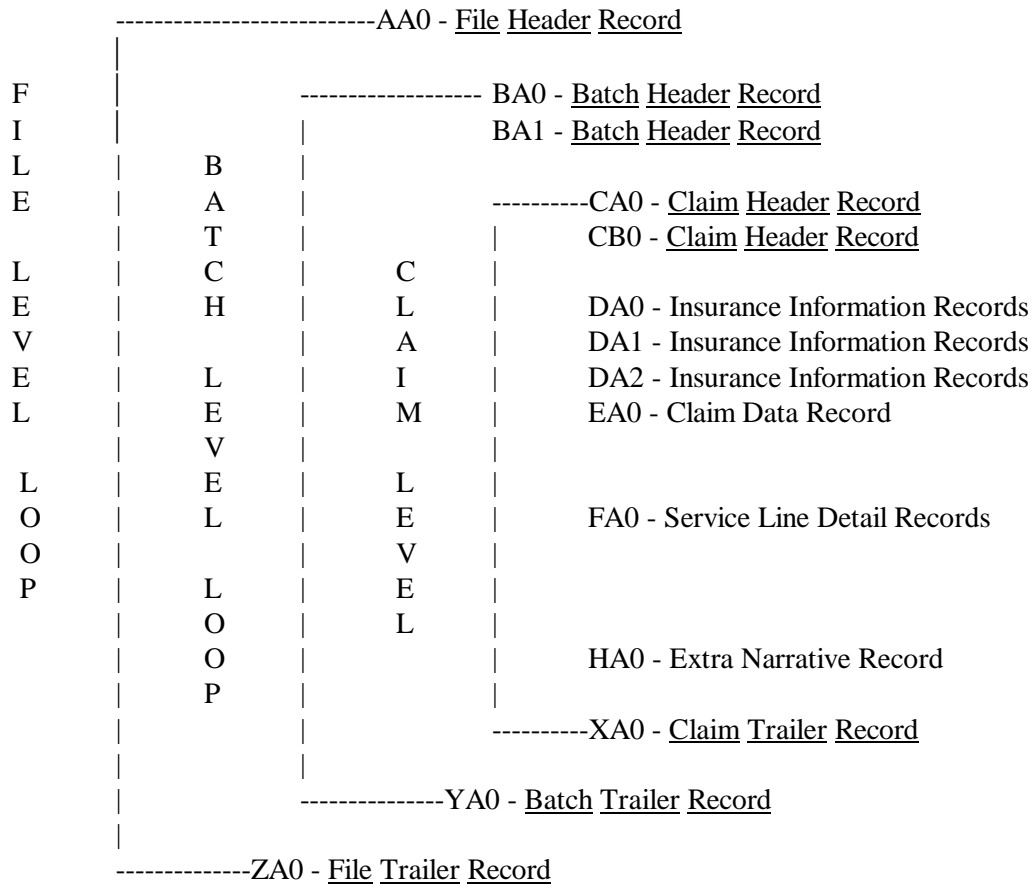 ---------------------------AA0 - File Header Record
|
F | ------------------- BA0 - Batch Header Record
I | | BA1 - Batch Header Record
L | B |
E | A | ----------CA0 - Claim Header Record
| T | | CB0 - Claim Header Record
L | C | C |
E | H | L | DA0 - Insurance Information Records
V | | A | DA1 - Insurance Information Records
E | L | I | DA2 - Insurance Information Records
L | E | M | EA0 - Claim Data Record
| V | |
L | E | L |
O | L | E | FA0 - Service Line Detail Records
O | | V |
P | L | E |
| O | L |
| O | | HA0 - Extra Narrative Record
| P | |
| | ----------XA0 - Claim Trailer Record
| |
| ---------------YA0 - Batch Trailer Record
|
--------------ZA0 - File Trailer Record